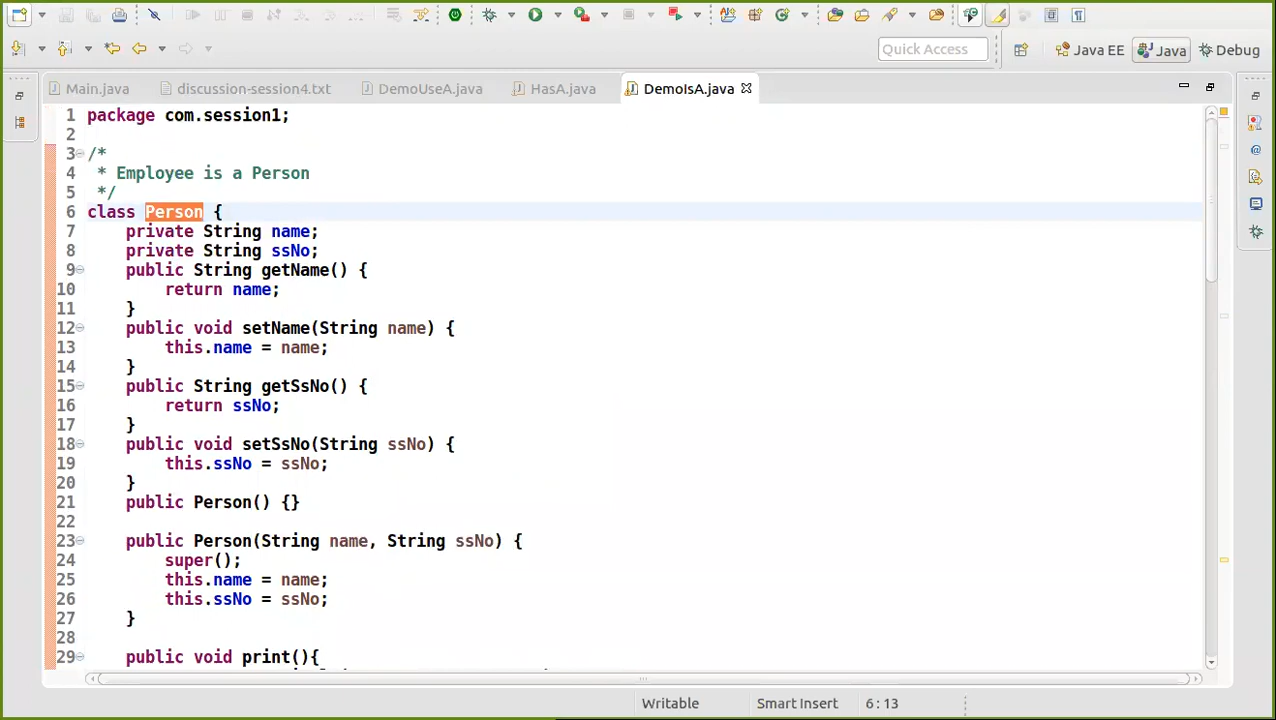 Quick Access
Java EE
Java
Debug
Main.java
discussion-session4.txt
DemoUseA.java
HasA.java
DemoIsA.java
1 package com.session1;
2
3 /*
4 * Employee is a Person
5 */
6 class Person {
7 private String name;
8 private String ssNo;
9 public String getName() {
10 return name;
11 }
12 public void setName(String name) {
13 this.name = name;
14 }
15 public String getSsNo() {
16 return ssNo;
17 }
18 public void setSsNo(String ssNo) {
19 this.ssNo = ssNo;
20 }
21 public Person() {}
22
23 public Person(String name, String ssNo) {
24 super();
25 this.name = name;
26 this.ssNo = ssNo;
27 }
28
29 public void print(){
Writable
Smart Insert
6 : 13